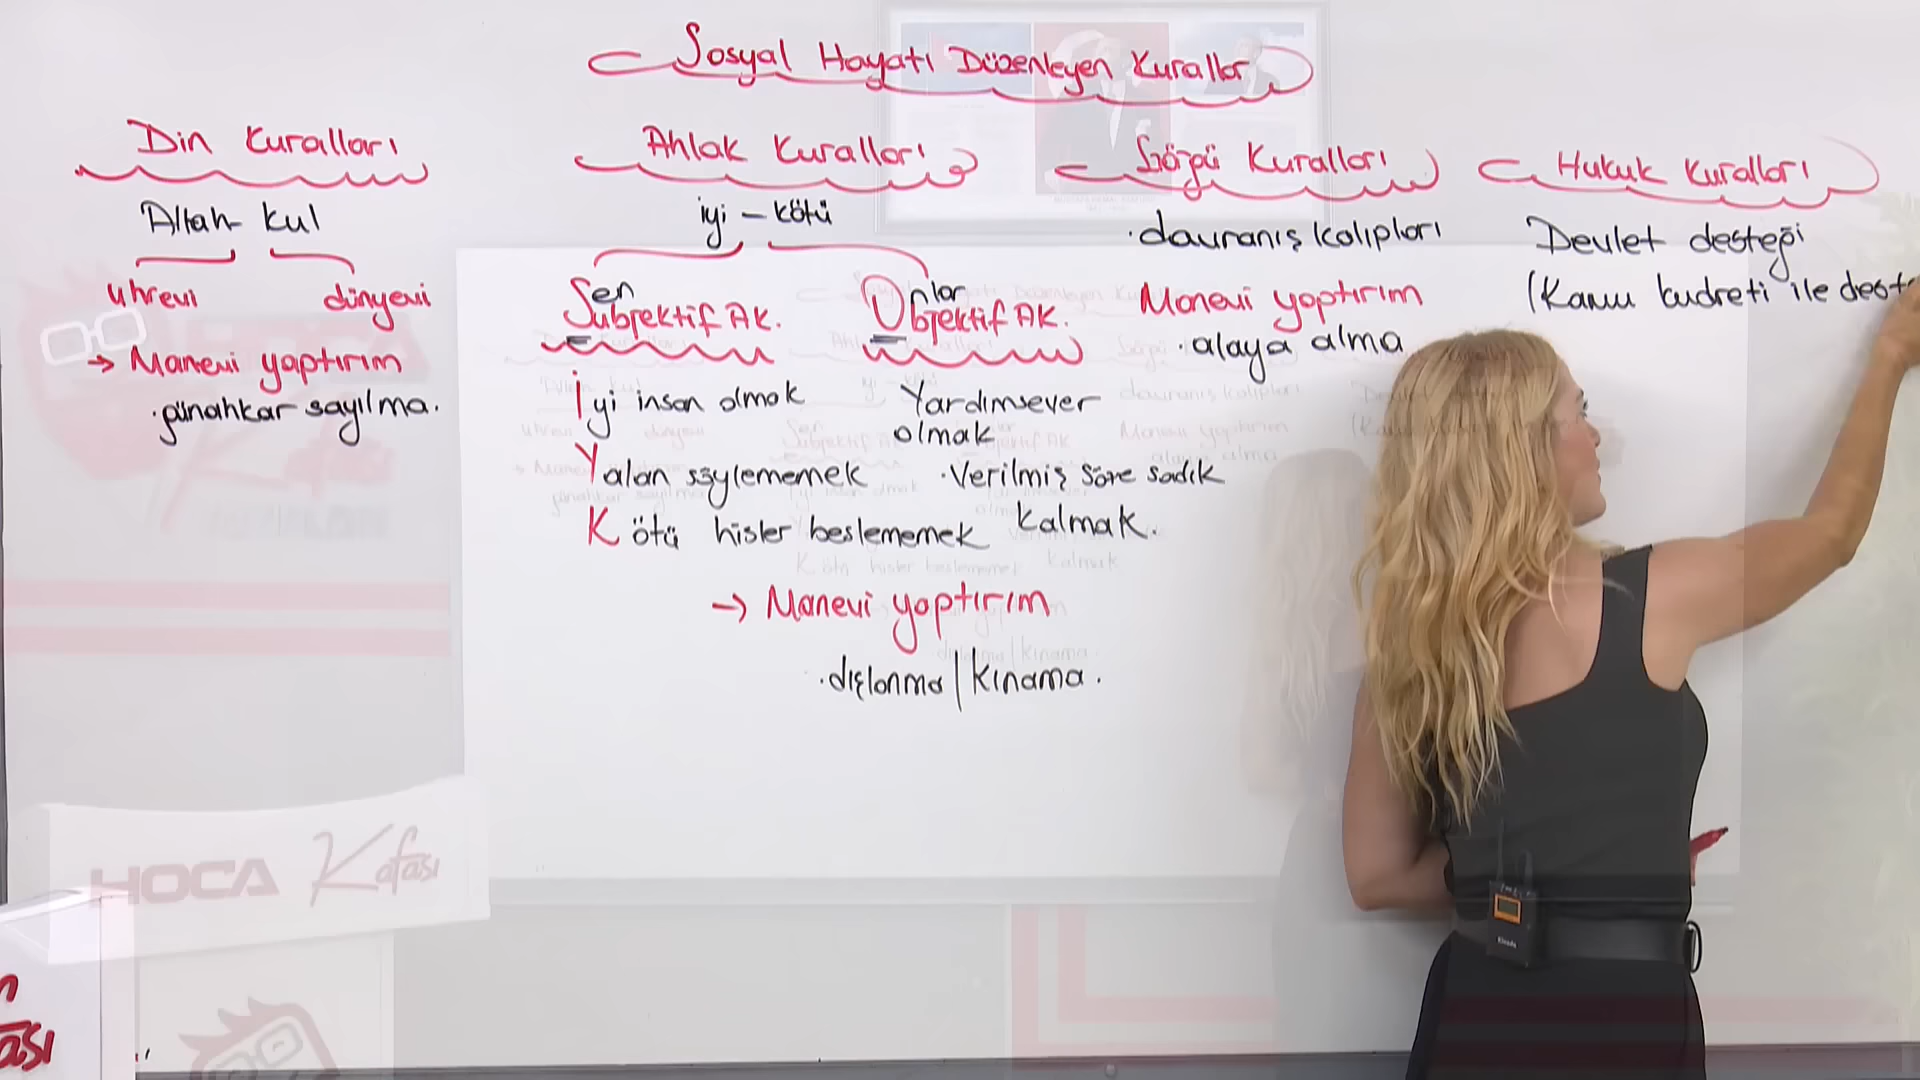 Sosyal Hayatı Düzenleyen Kurallar
Din Kuralları
Allah kul
uhrevi dünyevi
→ Manevi yaptırım
·günahkar sayılma.
Ahlak Kuralları
iyi – kötü
Sen
Subjektif AK.
Onlar
Objektif AK.
İyi insan olmak
Yalan söylememek
Kötü hisler beslememek
Yardımsever
olmak
·Verilmiş söze sadık
kalmak.
→ Manevi yaptırım
·dışlanma/kınama.
Görgü Kuralları
·davranış kalıpları
Manevi yaptırım
·alaya alma
Hukuk Kuralları
Devlet desteği
(Kamu kudreti ile dest
HOCA Kafası